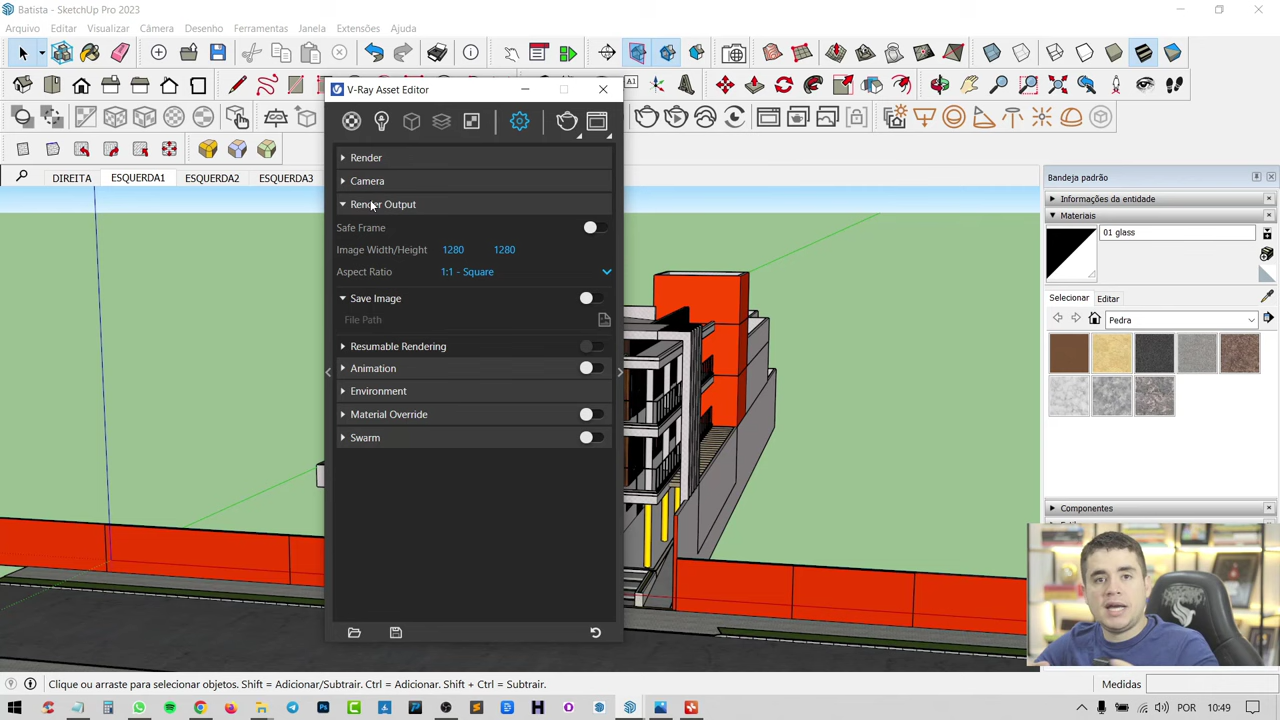 Batista - SketchUp Pro 2023
Arquivo Editar Visualizar Câmera Desenho Ferramentas Janela Extensões Ajuda
A1
V-Ray Asset Editor
DIREITA ESQUERDA1 ESQUERDA2 ESQUERDA3
Render
Camera
Render Output
Safe Frame
Image Width/Height 1280 1280
Aspect Ratio 1:1 - Square
Save Image
File Path
Resumable Rendering
Animation
Environment
Material Override
Swarm
Bandeja padrão
Informações da entidade
Materiais
01 glass
Selecionar Editar
Pedra
Componentes
Clique ou arraste para selecionar objetos. Shift = Adicionar/Subtrair. Ctrl = Adicionar. Shift + Ctrl = Subtrair.
Medidas
POR 10:49